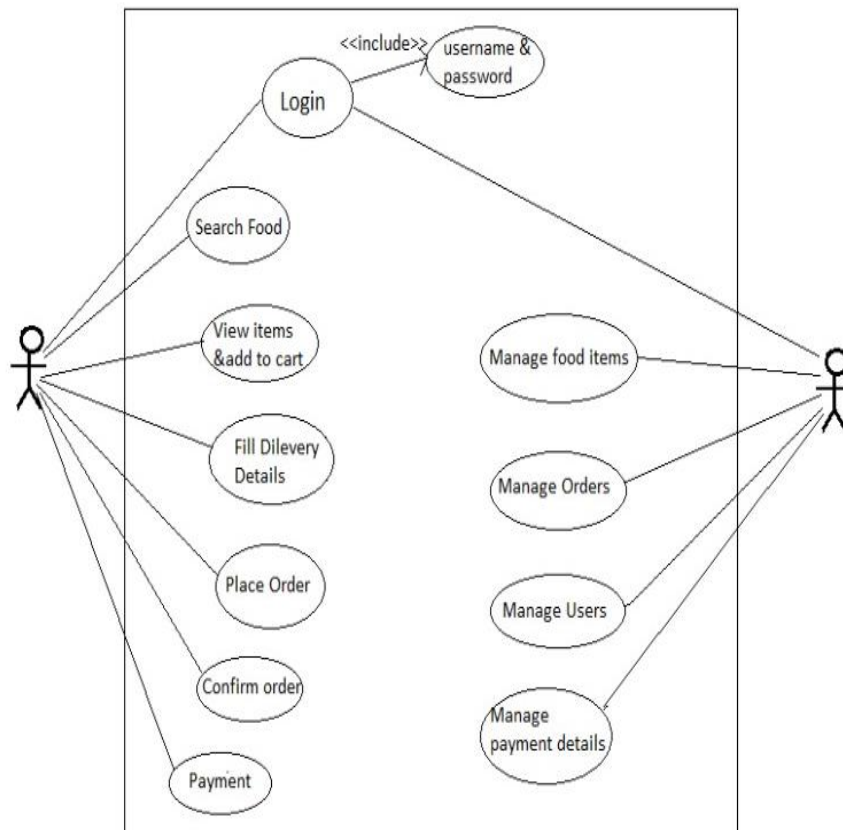 <<include>>
username &
password
Login
Search Food
View items
&add to cart
Manage food items
Fill Dilevery
Details
Manage Orders
Place Order
Manage Users
Confirm order
Manage
payment details
Payment